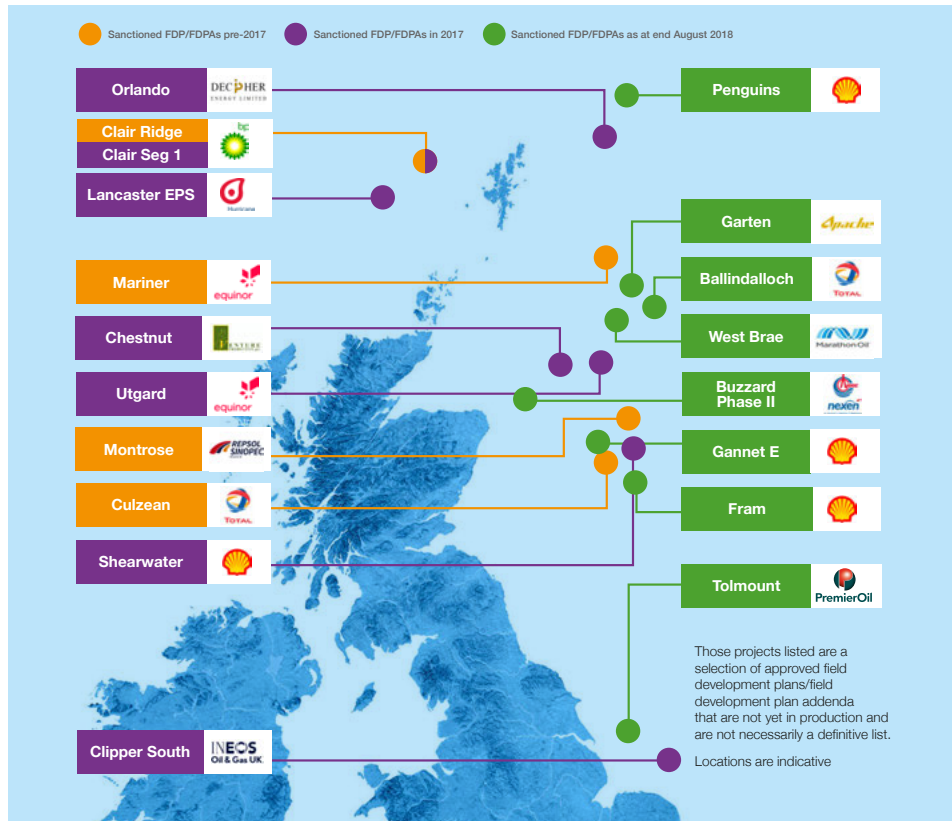 Sanctioned FDP/FDPAs pre-2017
Sanctioned FDP/FDPAs in 2017
Sanctioned FDP/FDPAs as at end August 2018
Orlando
DECIPHER
ENERGY LIMITED
Clair Ridge
Clair Seg 1
bp
Lancaster EPS
Hurricane
Mariner
equinor
Chestnut
Utgard
equinor
Montrose
REPSOL
SINOPEC
Culzean
TOTAL
Shearwater
Clipper South
INEOS
Oil & Gas UK
Penguins
Garten
Apache
Ballindalloch
TOTAL
West Brae
Marathon Oil
Buzzard
Phase II
nexen
Gannet E
Fram
Tolmount
PremierOil
Those projects listed are a
selection of approved field
development plans/field
development plan addenda
that are not yet in production and
are not necessarily a definitive list.
Locations are indicative